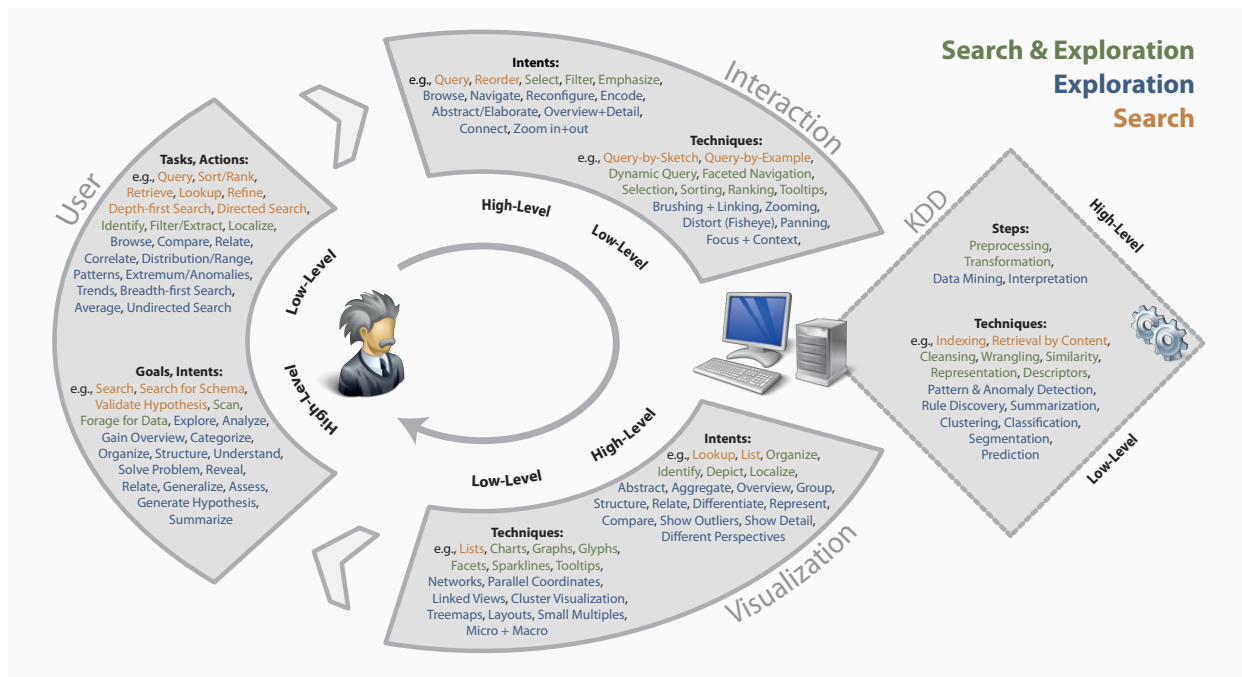 Search & Exploration
Exploration
Search
User
Tasks, Actions:
e.g., Query, Sort/Rank,
Retrieve, Lookup, Refine,
Depth-first Search, Directed Search,
Identify, Filter/Extract, Localize,
Browse, Compare, Relate,
Correlate, Distribution/Range,
Patterns, Extremum/Anomalies,
Trends, Breadth-first Search,
Average, Undirected Search
Low-Level
Goals, Intents:
e.g., Search, Search for Schema,
Validate Hypothesis, Scan,
Forage for Data, Explore, Analyze,
Gain Overview, Categorize,
Organize, Structure, Understand,
Solve Problem, Reveal,
Relate, Generalize, Assess,
Generate Hypothesis,
Summarize
High-Level
Interaction
Intents:
e.g., Query, Reorder, Select, Filter, Emphasize,
Browse, Navigate, Reconfigure, Encode,
Abstract/Elaborate, Overview+Detail,
Connect, Zoom in+out
High-Level
Techniques:
e.g., Query-by-Sketch, Query-by-Example,
Dynamic Query, Faceted Navigation,
Selection, Sorting, Ranking, Tooltips,
Brushing + Linking, Zooming,
Distort (Fisheye), Panning,
Focus + Context,
Low-Level
KDD
High-Level
Steps:
Preprocessing,
Transformation,
Data Mining, Interpretation
Techniques:
e.g., Indexing, Retrieval by Content,
Cleansing, Wrangling, Similarity,
Representation, Descriptors,
Pattern & Anomaly Detection,
Rule Discovery, Summarization,
Clustering, Classification,
Segmentation,
Prediction
Low-Level
Visualization
High-Level
Intents:
e.g., Lookup, List, Organize,
Identify, Depict, Localize,
Abstract, Aggregate, Overview, Group,
Structure, Relate, Differentiate, Represent,
Compare, Show Outliers, Show Detail,
Different Perspectives
Low-Level
Techniques:
e.g., Lists, Charts, Graphs, Glyphs,
Facets, Sparklines, Tooltips,
Networks, Parallel Coordinates,
Linked Views, Cluster Visualization,
Treemaps, Layouts, Small Multiples,
Micro + Macro